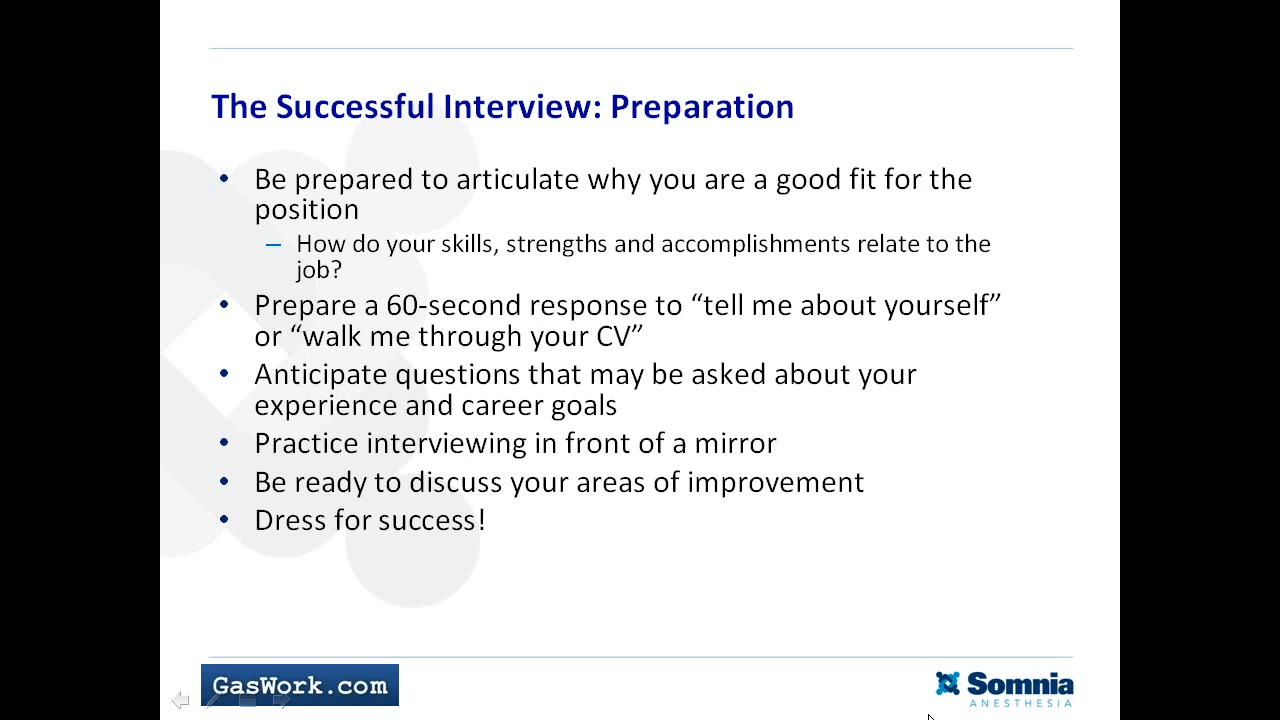 The Successful Interview: Preparation
• Be prepared to articulate why you are a good fit for the
position
– How do your skills, strengths and accomplishments relate to the
job?
• Prepare a 60-second response to “tell me about yourself”
or “walk me through your CV”
• Anticipate questions that may be asked about your
experience and career goals
• Practice interviewing in front of a mirror
• Be ready to discuss your areas of improvement
• Dress for success!
GasWork.com
Somnia
ANESTHESIA